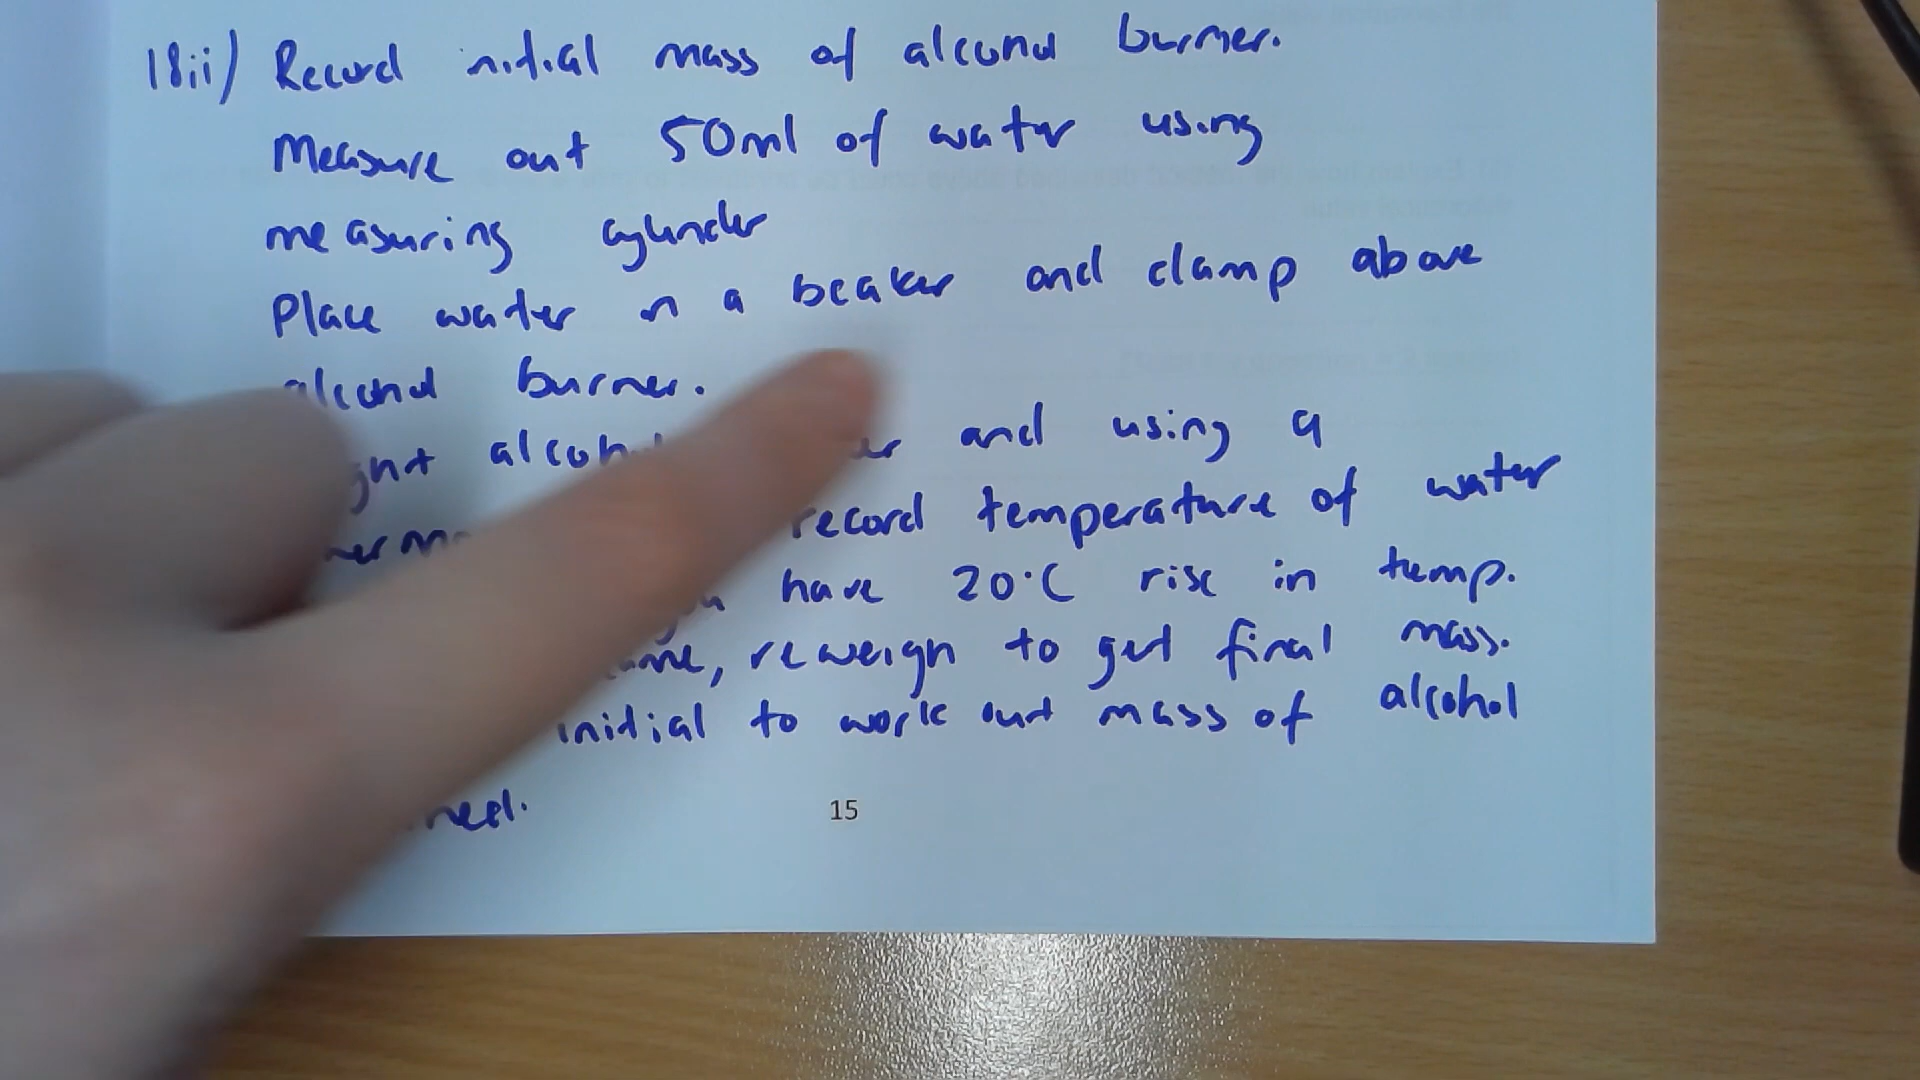 18ii) Record initial mass of alcohol burner.
Measure out 50ml of water using
measuring cylinder
Place water in a beaker and clamp above
alcohol burner.
alcoh and using a
record temperature of water
have 20°C rise in temp.
, reweigh to get final mass.
initial to work out mass of alcohol
15